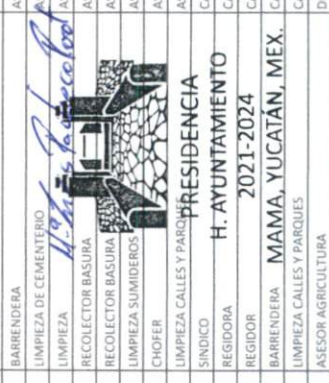 BARRENDERA
LIMPIEZA DE CEMENTERIO
LIMPIEZA
RECOLECTOR BASURA
RECOLECTOR BASURA
LIMPIEZA SUMIDEROS
CHOFER
LIMPIEZA CALLES Y PARQUES
SINDICO
REGIDORA
REGIDOR
BARRENDERA
LIMPIEZA CALLES Y PARQUES
ASESOR AGRICULTURA
PRESIDENCIA
H. AYUNTAMIENTO
2021-2024
MAMA, YUCATÁN, MEX.